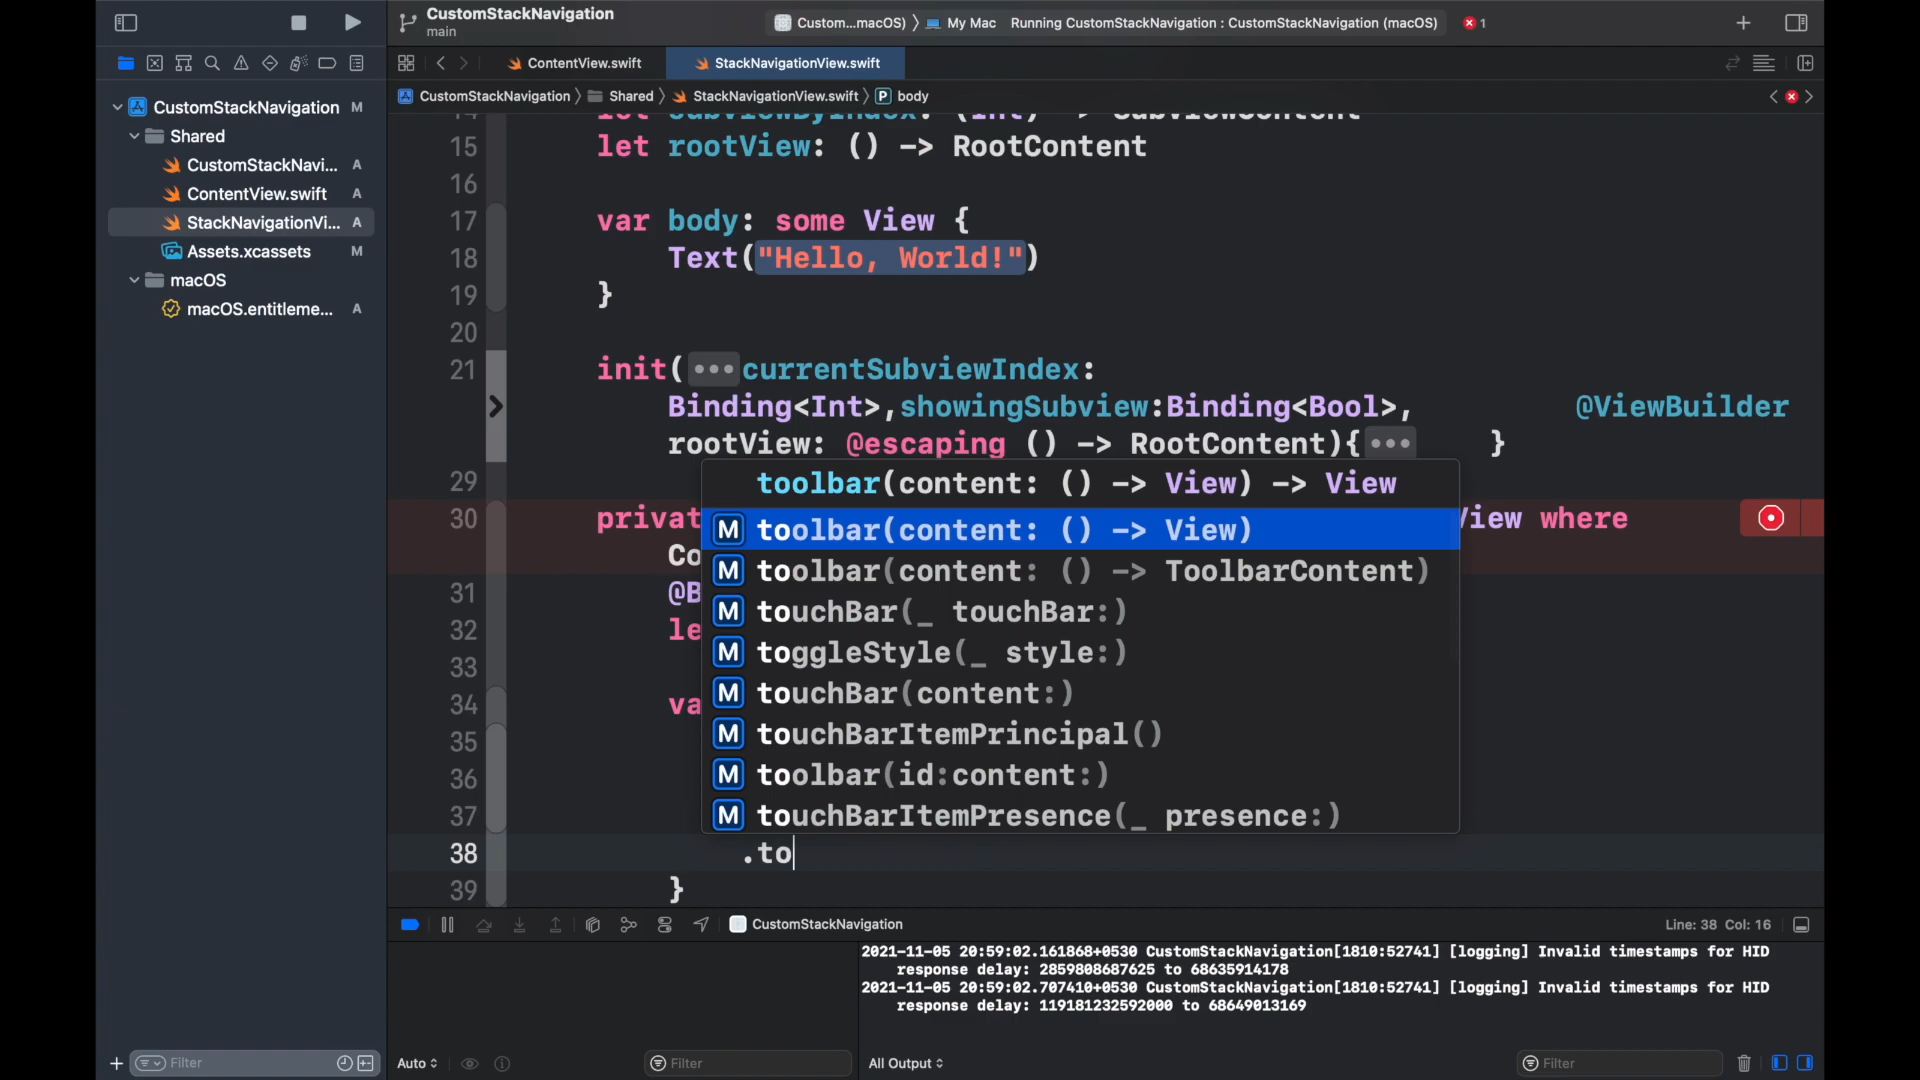 CustomStackNavigation
main
Custom...macOS) 〉 My Mac
Running CustomStackNavigation : CustomStackNavigation (macOS)
1
ContentView.swift
StackNavigationView.swift
CustomStackNavigation 〉 Shared 〉 StackNavigationView.swift 〉 P body
CustomStackNavigation M
Shared
CustomStackNavi... A
ContentView.swift A
StackNavigationVi... A
Assets.xcassets M
macOS
macOS.entitleme... A
14 let subviewByIndex: (Int) -> SubviewContent
15 let rootView: () -> RootContent
16
17 var body: some View {
18 Text("Hello, World!")
19 }
20
21 init(•••currentSubviewIndex:
Binding<Int>,showingSubview:Binding<Bool>, @ViewBuilder
rootView: @escaping () -> RootContent){••• }
29
30 privat View where
Co
31 @B
32 le
33
34 va
35
36
37
38 .to
39 }
toolbar(content: () -> View) -> View
M toolbar(content: () -> View)
M toolbar(content: () -> ToolbarContent)
M touchBar(_ touchBar:)
M toggleStyle(_ style:)
M touchBar(content:)
M touchBarItemPrincipal()
M toolbar(id:content:)
M touchBarItemPresence(_ presence:)
CustomStackNavigation
Line: 38 Col: 16
2021-11-05 20:59:02.161868+0530 CustomStackNavigation[1810:52741] [logging] Invalid timestamps for HID
response delay: 2859808687625 to 68635914178
2021-11-05 20:59:02.707410+0530 CustomStackNavigation[1810:52741] [logging] Invalid timestamps for HID
response delay: 119181232592000 to 68649013169
Filter
Auto
Filter
All Output
Filter